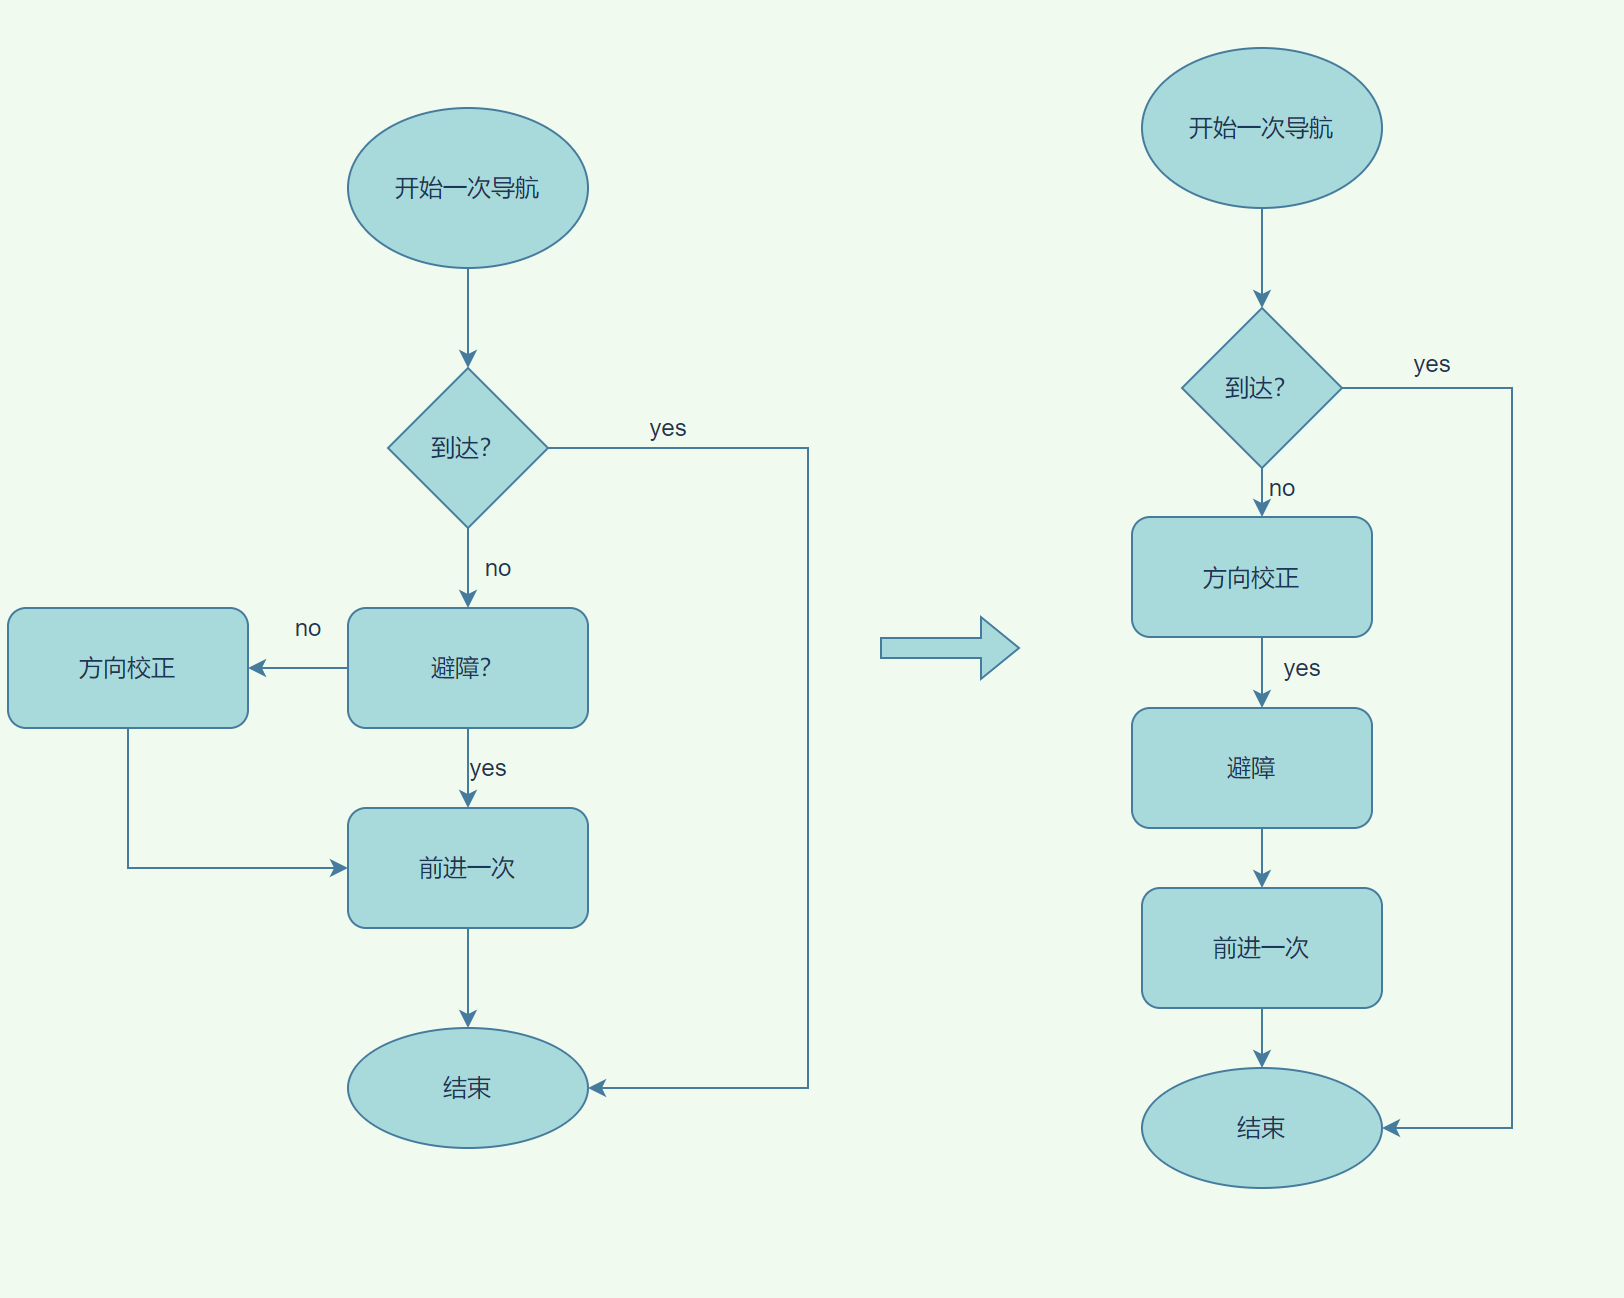 开始一次导航
到达?
yes
no
no
方向校正
避障?
yes
前进一次
结束
开始一次导航
到达?
yes
no
方向校正
yes
避障
前进一次
结束